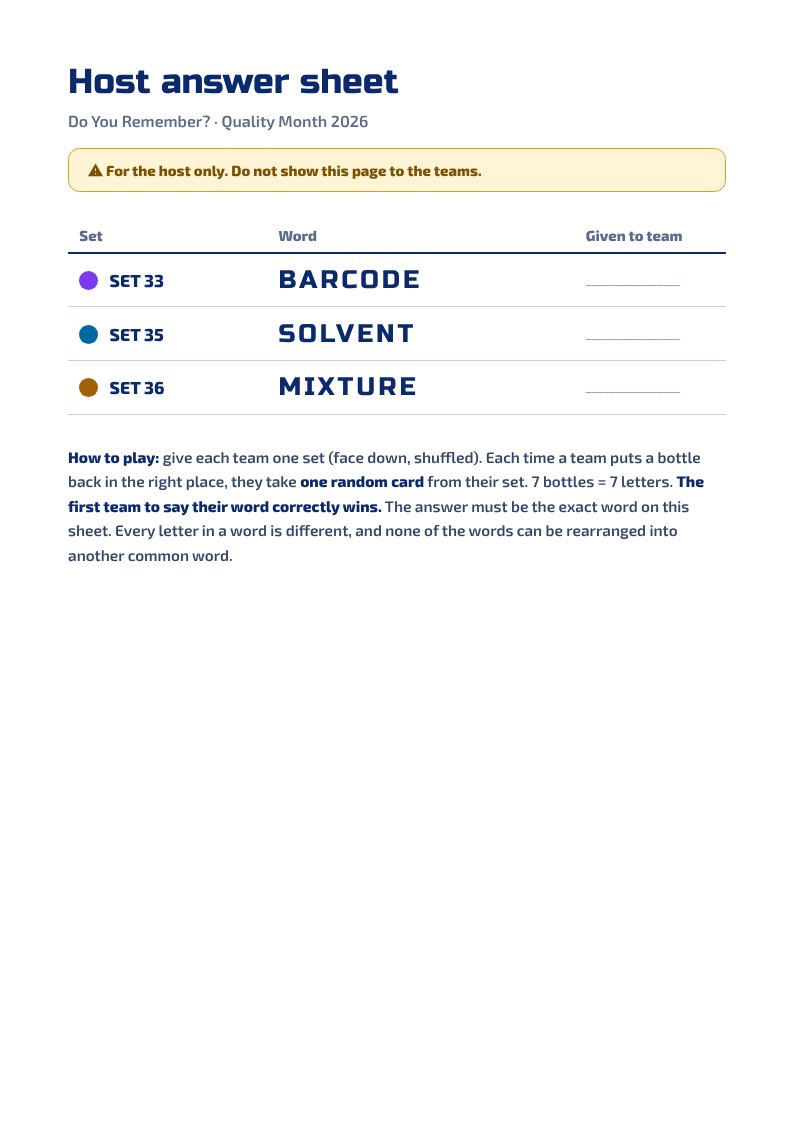 Host answer sheet
Do You Remember? · Quality Month 2026
⚠ For the host only. Do not show this page to the teams.
Set Word Given to team
SET 33 BARCODE ________________
SET 35 SOLVENT ________________
SET 36 MIXTURE ________________
How to play: give each team one set (face down, shuffled). Each time a team puts a bottle
back in the right place, they take one random card from their set. 7 bottles = 7 letters. The
first team to say their word correctly wins. The answer must be the exact word on this
sheet. Every letter in a word is different, and none of the words can be rearranged into
another common word.